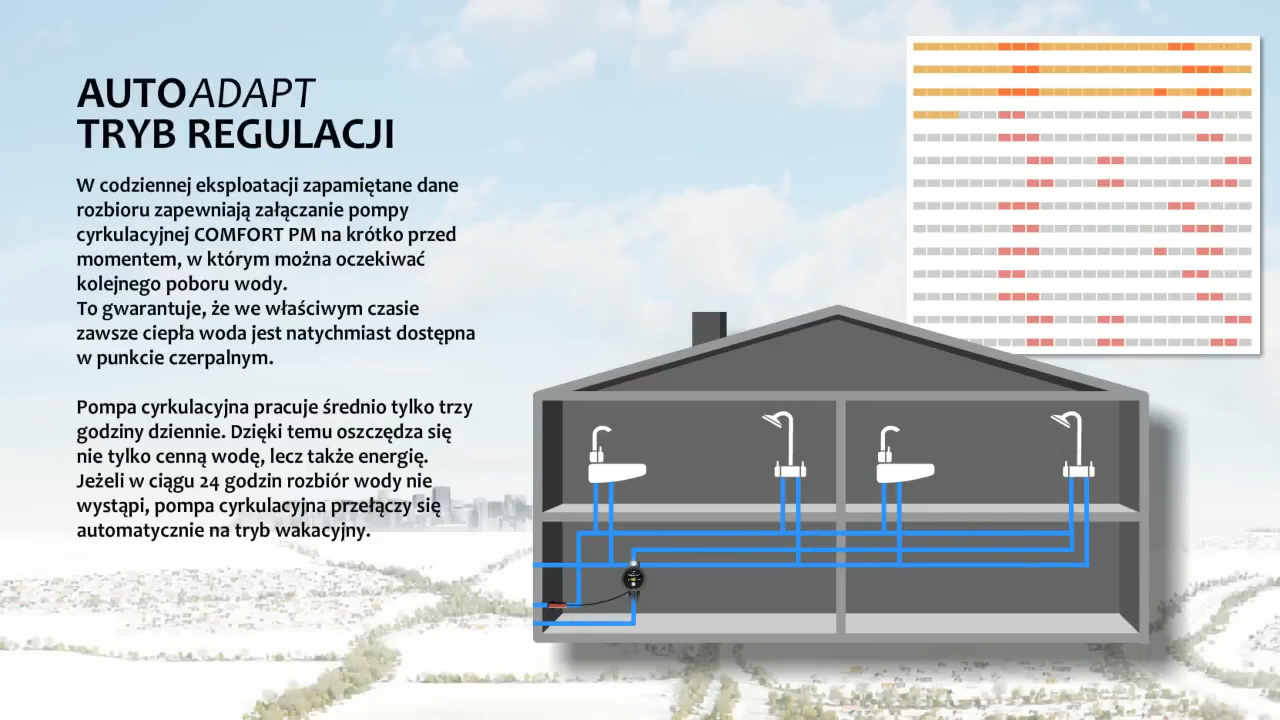 AUTOADAPT
TRYB REGULACJI
W codziennej eksploatacji zapamiętane dane
rozbioru zapewniają załączanie pompy
cyrkulacyjnej COMFORT PM na krótko przed
momentem, w którym można oczekiwać
kolejnego poboru wody.
To gwarantuje, że we właściwym czasie
zawsze ciepła woda jest natychmiast dostępna
w punkcie czerpalnym.
Pompa cyrkulacyjna pracuje średnio tylko trzy
godziny dziennie. Dzięki temu oszczędza się
nie tylko cenną wodę, lecz także energię.
Jeżeli w ciągu 24 godzin rozbiór wody nie
wystąpi, pompa cyrkulacyjna przełączy się
automatycznie na tryb wakacyjny.